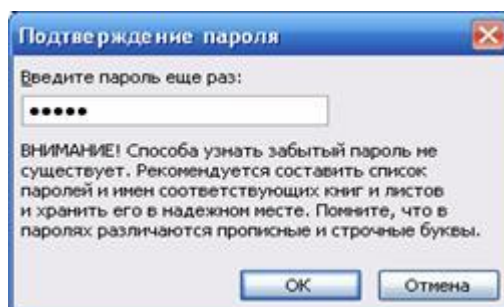 Подтверждение пароля
Введите пароль еще раз:
●●●●●
ВНИМАНИЕ! Способа узнать забытый пароль не
существует. Рекомендуется составить список
паролей и имен соответствующих книг и листов
и хранить его в надежном месте. Помните, что в
паролях различаются прописные и строчные буквы.
ОК Отмена